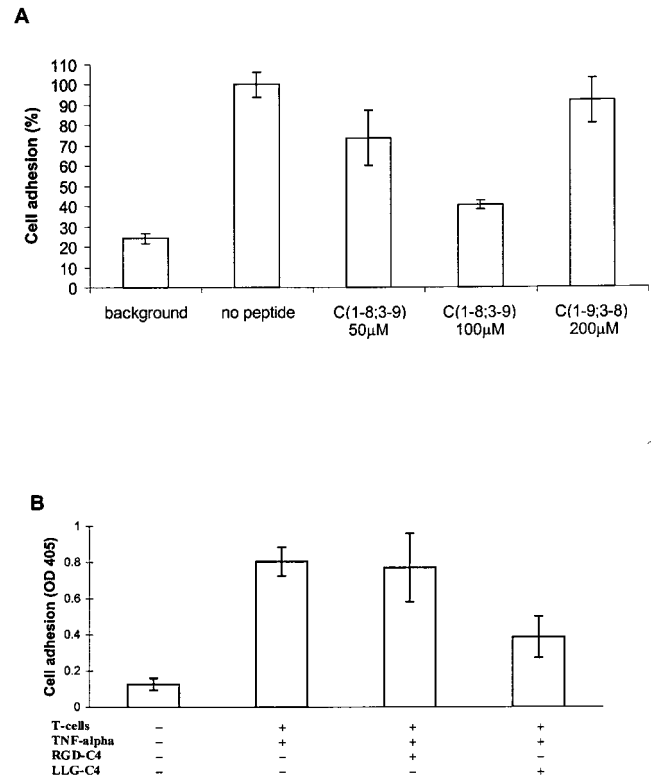 A
Cell adhesion (%)
110
100
90
80
70
60
50
40
30
20
10
0
background
no peptide
C(1-8;3-9)
50μM
C(1-8;3-9)
100μM
C(1-9;3-8)
200μM
B
Cell adhesion (OD 405)
1
0.8
0.6
0.4
0.2
0
T-cells – + + +
TNF-alpha – + + +
RGD-C4 – – + –
LLG-C4 – – – +